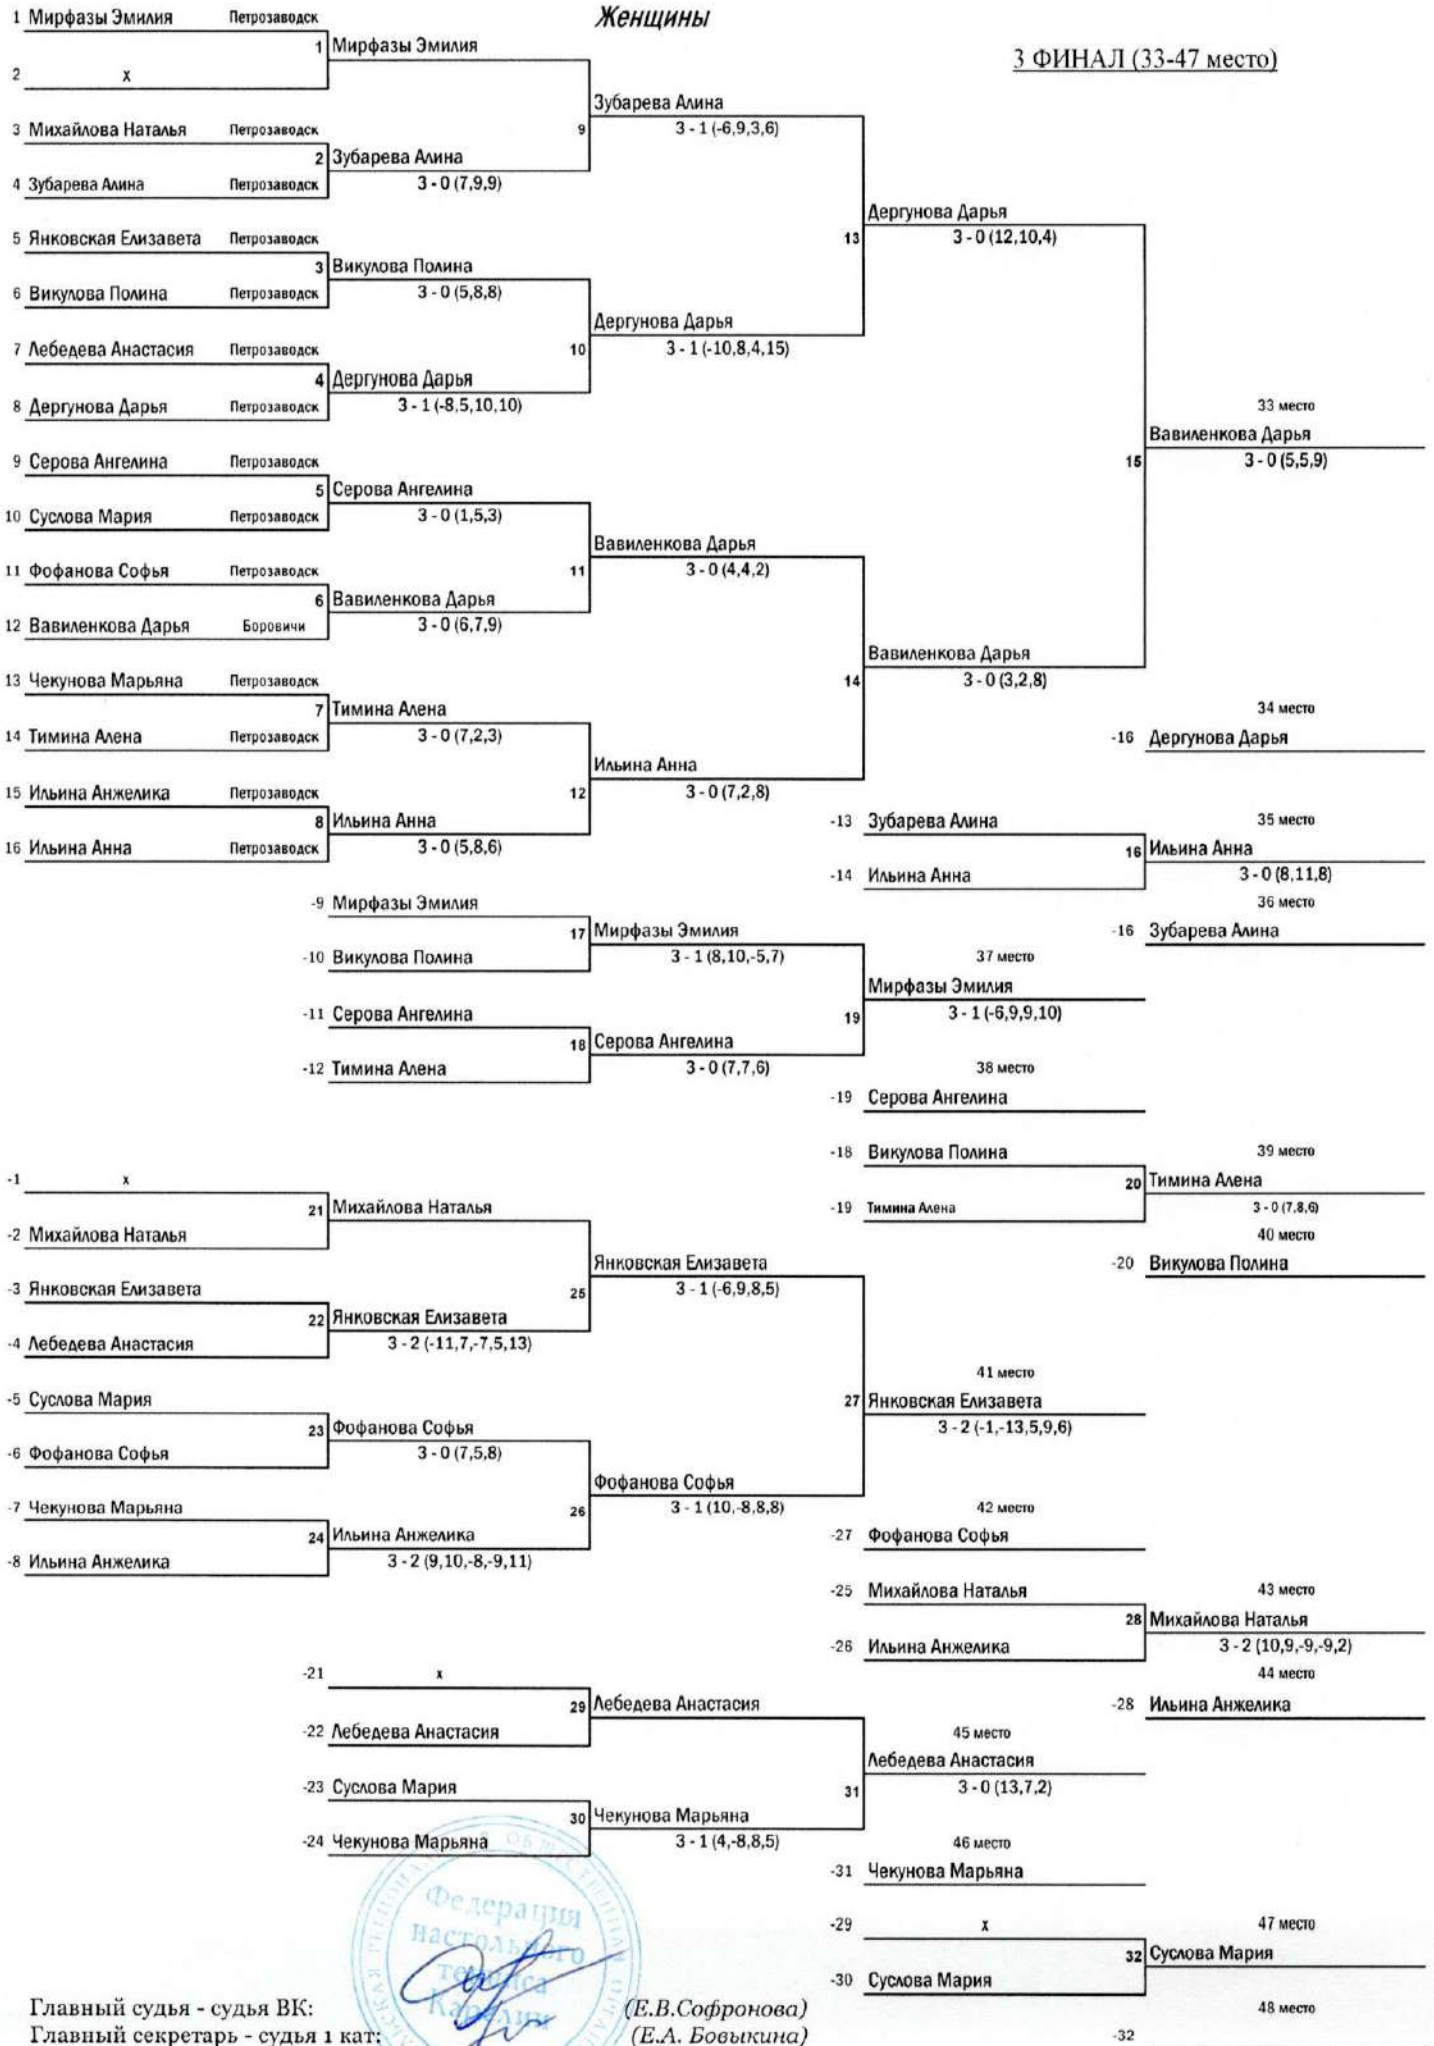 Женщины
3 ФИНАЛ (33-47 место)
1 Мирфазы Эмилия Петрозаводск
1 Мирфазы Эмилия
2 х
Зубарева Алина
9 3 - 1 (-6,9,3,6)
3 Михайлова Наталья Петрозаводск
2 Зубарева Алина
4 Зубарева Алина Петрозаводск 3 - 0 (7,9,9)
Дергунова Дарья
13 3 - 0 (12,10,4)
5 Янковская Елизавета Петрозаводск
3 Викулова Полина
6 Викулова Полина Петрозаводск 3 - 0 (5,8,8)
Дергунова Дарья
10 3 - 1 (-10,8,4,15)
7 Лебедева Анастасия Петрозаводск
4 Дергунова Дарья
8 Дергунова Дарья Петрозаводск 3 - 1 (-8,5,10,10)
33 место
Вавиленкова Дарья
15 3 - 0 (5,5,9)
9 Серова Ангелина Петрозаводск
5 Серова Ангелина
10 Суслова Мария Петрозаводск 3 - 0 (1,5,3)
Вавиленкова Дарья
11 3 - 0 (4,4,2)
11 Фофанова Софья Петрозаводск
6 Вавиленкова Дарья
12 Вавиленкова Дарья Боровичи 3 - 0 (6,7,9)
Вавиленкова Дарья
14 3 - 0 (3,2,8)
13 Чекунова Марьяна Петрозаводск
7 Тимина Алена
14 Тимина Алена Петрозаводск 3 - 0 (7,2,3)
34 место
-16 Дергунова Дарья
Ильина Анна
12 3 - 0 (7,2,8)
15 Ильина Анжелика Петрозаводск
8 Ильина Анна
16 Ильина Анна Петрозаводск 3 - 0 (5,8,6)
-13 Зубарева Алина 35 место
16 Ильина Анна
-14 Ильина Анна 3 - 0 (8,11,8)
36 место
-16 Зубарева Алина
-9 Мирфазы Эмилия
17 Мирфазы Эмилия
-10 Викулова Полина 3 - 1 (8,10,-5,7)
37 место
Мирфазы Эмилия
19 3 - 1 (-6,9,9,10)
-11 Серова Ангелина
18 Серова Ангелина
-12 Тимина Алена 3 - 0 (7,7,6)
38 место
-19 Серова Ангелина
-18 Викулова Полина 39 место
20 Тимина Алена
-19 Тимина Алена 3 - 0 (7,8,6)
40 место
-20 Викулова Полина
-1 х
21 Михайлова Наталья
-2 Михайлова Наталья
Янковская Елизавета
25 3 - 1 (-6,9,8,5)
-3 Янковская Елизавета
22 Янковская Елизавета
-4 Лебедева Анастасия 3 - 2 (-11,7,-7,5,13)
41 место
27 Янковская Елизавета
3 - 2 (-1,-13,5,9,6)
-5 Суслова Мария
23 Фофанова Софья
-6 Фофанова Софья 3 - 0 (7,5,8)
Фофанова Софья
26 3 - 1 (10,-8,8,8)
-7 Чекунова Марьяна
24 Ильина Анжелика
-8 Ильина Анжелика 3 - 2 (9,10,-8,-9,11)
42 место
-27 Фофанова Софья
-25 Михайлова Наталья 43 место
28 Михайлова Наталья
-26 Ильина Анжелика 3 - 2 (10,9,-9,-9,2)
44 место
-28 Ильина Анжелика
-21 х
29 Лебедева Анастасия
-22 Лебедева Анастасия
45 место
Лебедева Анастасия
31 3 - 0 (13,7,2)
-23 Суслова Мария
30 Чекунова Марьяна
-24 Чекунова Марьяна 3 - 1 (4,-8,8,5)
46 место
-31 Чекунова Марьяна
-29 х 47 место
32 Суслова Мария
-30 Суслова Мария
48 место
-32
Федерация
настольного
тенниса
Карелии
Главный судья - судья ВК: (Е.В.Софронова)
Главный секретарь - судья 1 кат: (Е.А. Бовыкина)